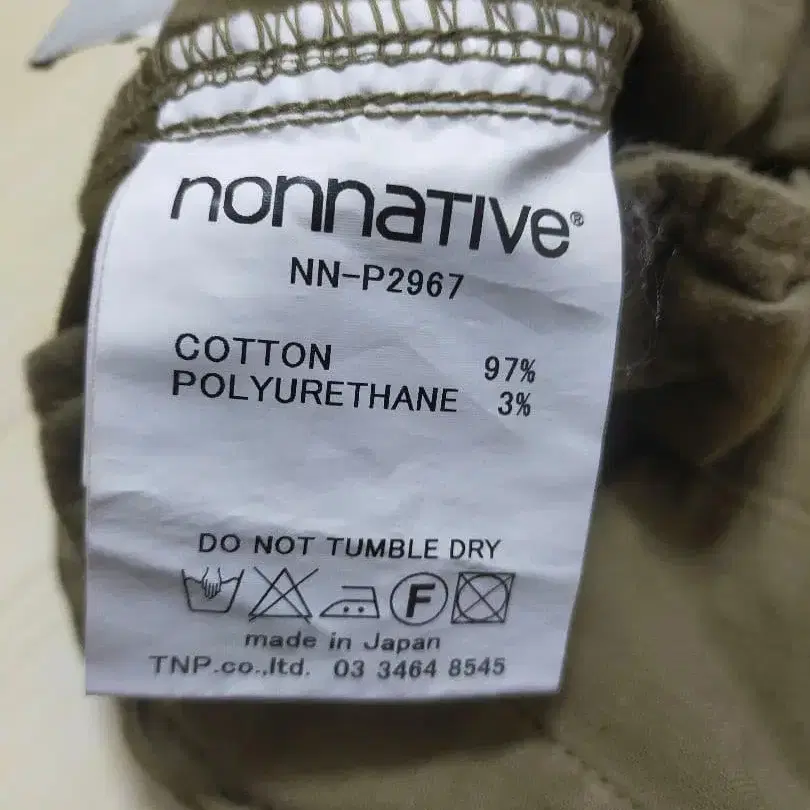 nonnative®
NN-P2967
COTTON 97%
POLYURETHANE 3%
DO NOT TUMBLE DRY
F
made in Japan
TNP.co.,ltd. 03 3464 8545